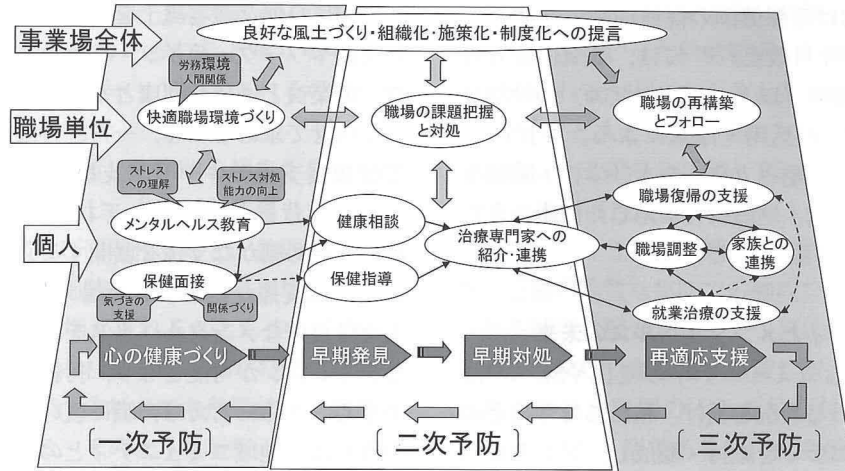 事業場全体
良好な風土づくり・組織化・施策化・制度化への提言
労務環境
人間関係
職場単位
快適職場環境づくり
職場の課題把握
と対処
職場の再構築
とフォロー
ストレス
への理解
ストレス対処
能力の向上
個人
メンタルヘルス教育
健康相談
治療専門家への
紹介・連携
職場復帰の支援
職場調整
家族との
連携
保健面接
保健指導
気づきの
支援
関係づくり
就業治療の支援
心の健康づくり
早期発見
早期対処
再適応支援
〔一次予防〕
〔二次予防〕
〔三次予防〕